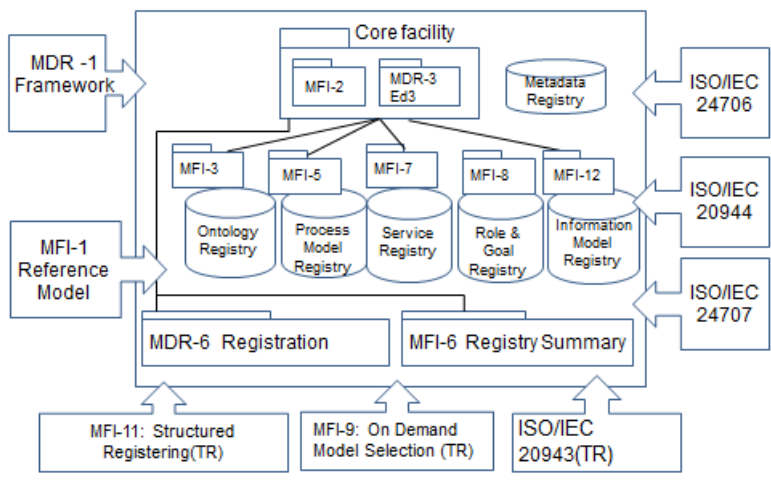 Core facility
MDR -1
Framework
MFI-2
MDR-3
Ed3
Metadata
Registry
ISO/IEC
24706
MFI-3
MFI-5
MFI-7
MFI-8
MFI-12
ISO/IEC
20944
Ontology
Registry
Process
Model
Registry
Service
Registry
Role &
Goal
Registry
Information
Model
Registry
MFI-1
Reference
Model
ISO/IEC
24707
MDR-6 Registration
MFI-6 Registry Summary
MFI-11: Structured
Registering(TR)
MFI-9: On Demand
Model Selection (TR)
ISO/IEC
20943(TR)